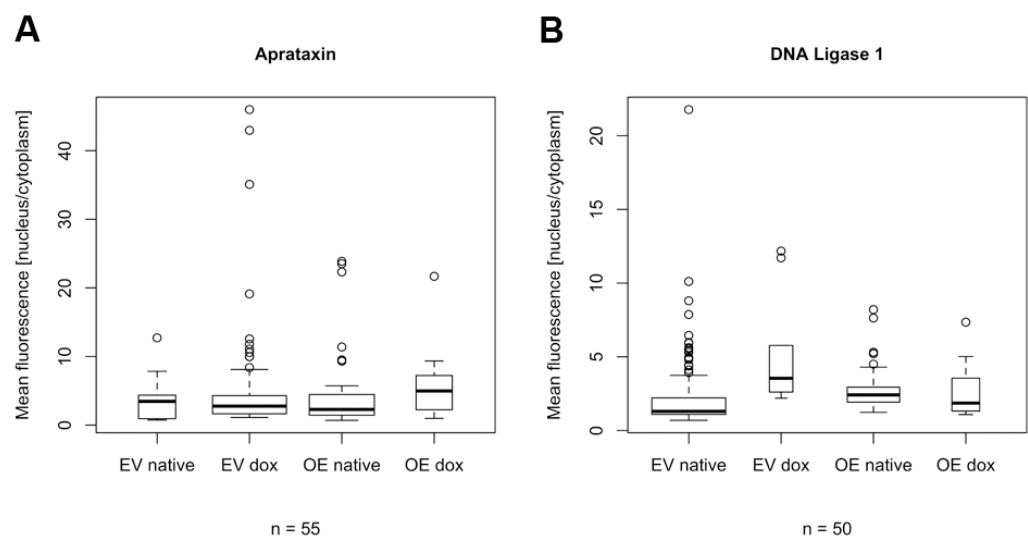 A
Aprataxin
Mean fluorescence [nucleus/cytoplasm]
40
30
20
10
0
EV native
EV dox
OE native
OE dox
n = 55
B
DNA Ligase 1
Mean fluorescence [nucleus/cytoplasm]
20
15
10
5
0
EV native
EV dox
OE native
OE dox
n = 50